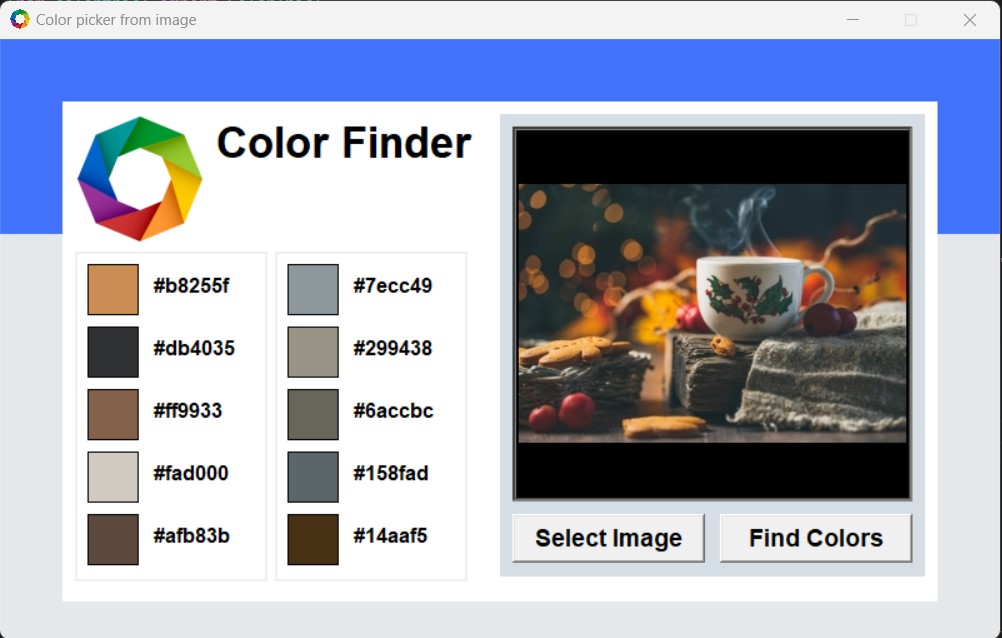 Color picker from image
Color Finder
#b8255f
#db4035
#ff9933
#fad000
#afb83b
#7ecc49
#299438
#6accbc
#158fad
#14aaf5
Select Image
Find Colors